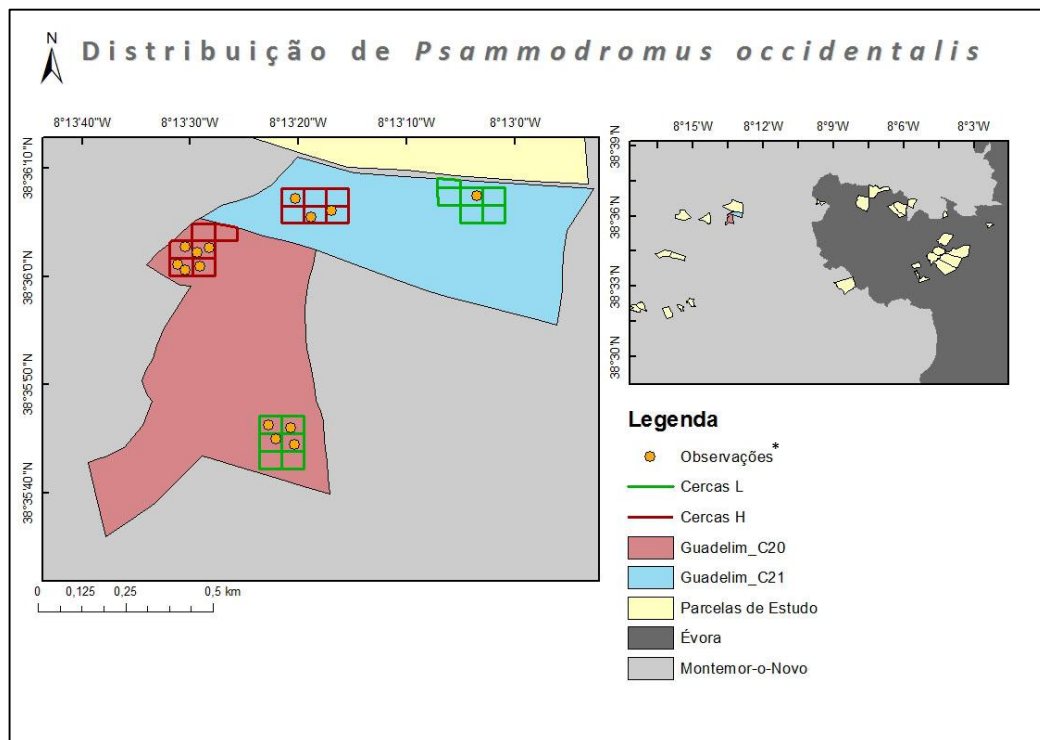 N
Distribuição de Psammodromus occidentalis
8°13'40"W 8°13'30"W 8°13'20"W 8°13'10"W 8°13'0"W
38°36'10"N
38°36'0"N
38°35'50"N
38°35'40"N
0 0,125 0,25 0,5 km
8°15'W 8°12'W 8°9'W 8°6'W 8°3'W
38°39'N
38°36'N
38°33'N
38°30'N
Legenda
Observações*
Cercas L
Cercas H
Guadelim_C20
Guadelim_C21
Parcelas de Estudo
Évora
Montemor-o-Novo